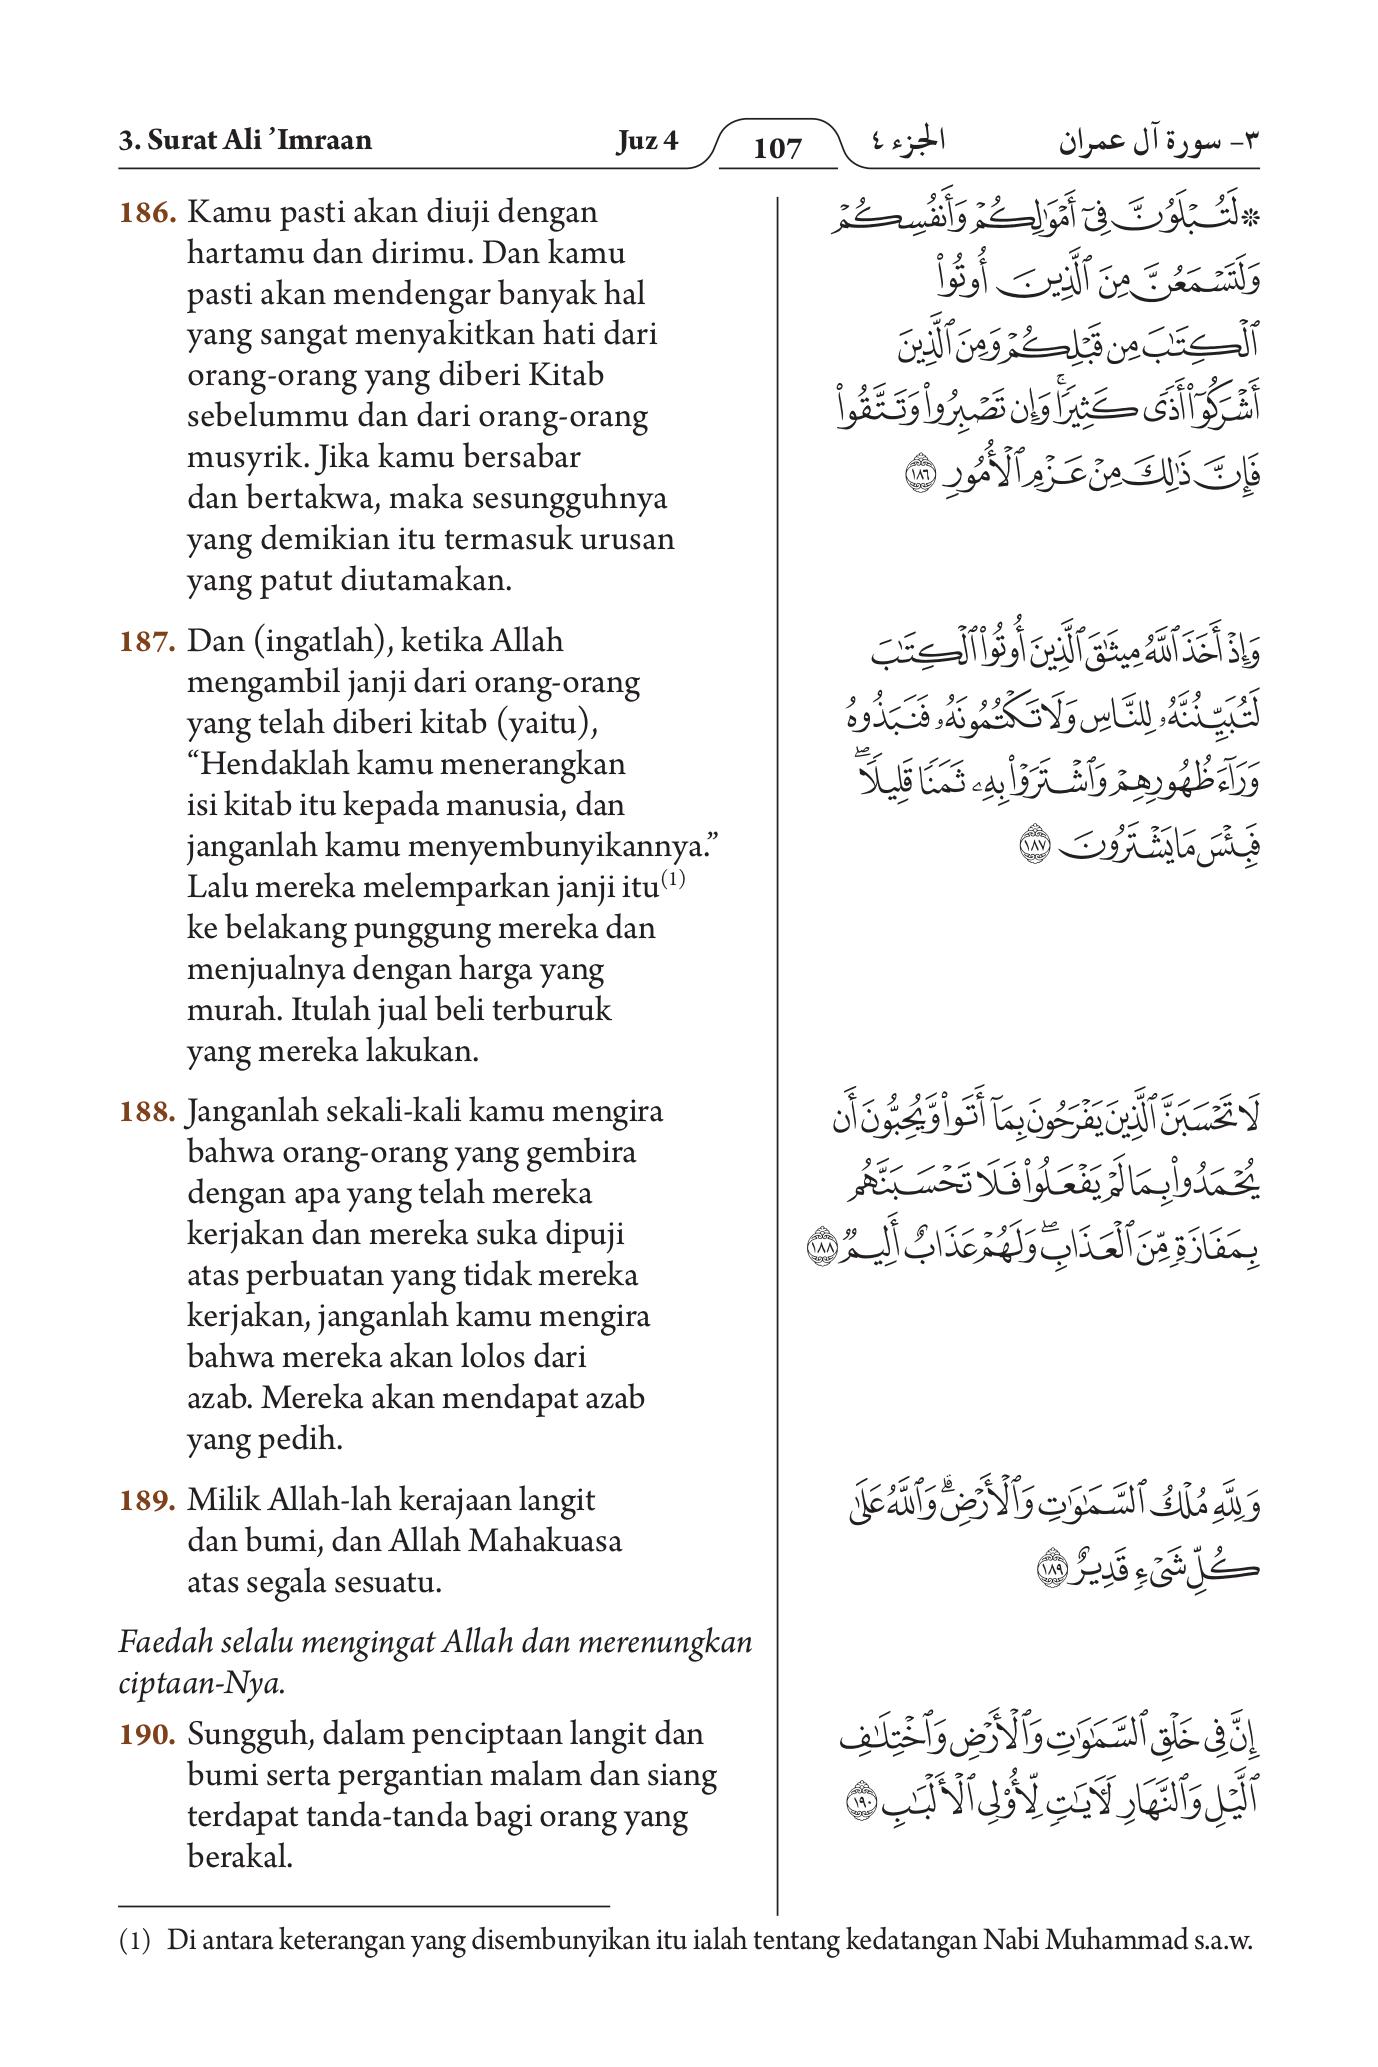 3. Surat Ali ’Imraan
Juz 4
107
الجزء ٤
٣- سورة آل عمران
186. Kamu pasti akan diuji dengan
hartamu dan dirimu. Dan kamu
pasti akan mendengar banyak hal
yang sangat menyakitkan hati dari
orang-orang yang diberi Kitab
sebelummu dan dari orang-orang
musyrik. Jika kamu bersabar
dan bertakwa, maka sesungguhnya
yang demikian itu termasuk urusan
yang patut diutamakan.
187. Dan (ingatlah), ketika Allah
mengambil janji dari orang-orang
yang telah diberi kitab (yaitu),
“Hendaklah kamu menerangkan
isi kitab itu kepada manusia, dan
janganlah kamu menyembunyikannya.”
Lalu mereka melemparkan janji itu(1)
ke belakang punggung mereka dan
menjualnya dengan harga yang
murah. Itulah jual beli terburuk
yang mereka lakukan.
188. Janganlah sekali-kali kamu mengira
bahwa orang-orang yang gembira
dengan apa yang telah mereka
kerjakan dan mereka suka dipuji
atas perbuatan yang tidak mereka
kerjakan, janganlah kamu mengira
bahwa mereka akan lolos dari
azab. Mereka akan mendapat azab
yang pedih.
189. Milik Allah-lah kerajaan langit
dan bumi, dan Allah Mahakuasa
atas segala sesuatu.
Faedah selalu mengingat Allah dan merenungkan
ciptaan-Nya.
190. Sungguh, dalam penciptaan langit dan
bumi serta pergantian malam dan siang
terdapat tanda-tanda bagi orang yang
berakal.
۞لَتُبۡلَوُنَّ فِيٓ أَمۡوَٰلِكُمۡ وَأَنفُسِكُمۡ
وَلَتَسۡمَعُنَّ مِنَ ٱلَّذِينَ أُوتُواْ
ٱلۡكِتَٰبَ مِن قَبۡلِكُمۡ وَمِنَ ٱلَّذِينَ
أَشۡرَكُوٓاْ أَذٗى كَثِيرٗاۚ وَإِن تَصۡبِرُواْ وَتَتَّقُواْ
فَإِنَّ ذَٰلِكَ مِنۡ عَزۡمِ ٱلۡأُمُورِ ١٨٦
وَإِذۡ أَخَذَ ٱللَّهُ مِيثَٰقَ ٱلَّذِينَ أُوتُواْ ٱلۡكِتَٰبَ
لَتُبَيِّنُنَّهُۥ لِلنَّاسِ وَلَا تَكۡتُمُونَهُۥ فَنَبَذُوهُ
وَرَآءَ ظُهُورِهِمۡ وَٱشۡتَرَوۡاْ بِهِۦ ثَمَنٗا قَلِيلٗاۖ
فَبِئۡسَ مَا يَشۡتَرُونَ ١٨٧
لَا تَحۡسَبَنَّ ٱلَّذِينَ يَفۡرَحُونَ بِمَآ أَتَواْ وَّيُحِبُّونَ أَن
يُحۡمَدُواْ بِمَا لَمۡ يَفۡعَلُواْ فَلَا تَحۡسَبَنَّهُم
بِمَفَازَةٖ مِّنَ ٱلۡعَذَابِۖ وَلَهُمۡ عَذَابٌ أَلِيمٞ ١٨٨
وَلِلَّهِ مُلۡكُ ٱلسَّمَٰوَٰتِ وَٱلۡأَرۡضِۗ وَٱللَّهُ عَلَىٰ
كُلِّ شَيۡءٖ قَدِيرٌ ١٨٩
إِنَّ فِي خَلۡقِ ٱلسَّمَٰوَٰتِ وَٱلۡأَرۡضِ وَٱخۡتِلَٰفِ
ٱلَّيۡلِ وَٱلنَّهَارِ لَأٓيَٰتٖ لِّأُوْلِي ٱلۡأَلۡبَٰبِ ١٩٠
(1) Di antara keterangan yang disembunyikan itu ialah tentang kedatangan Nabi Muhammad s.a.w.